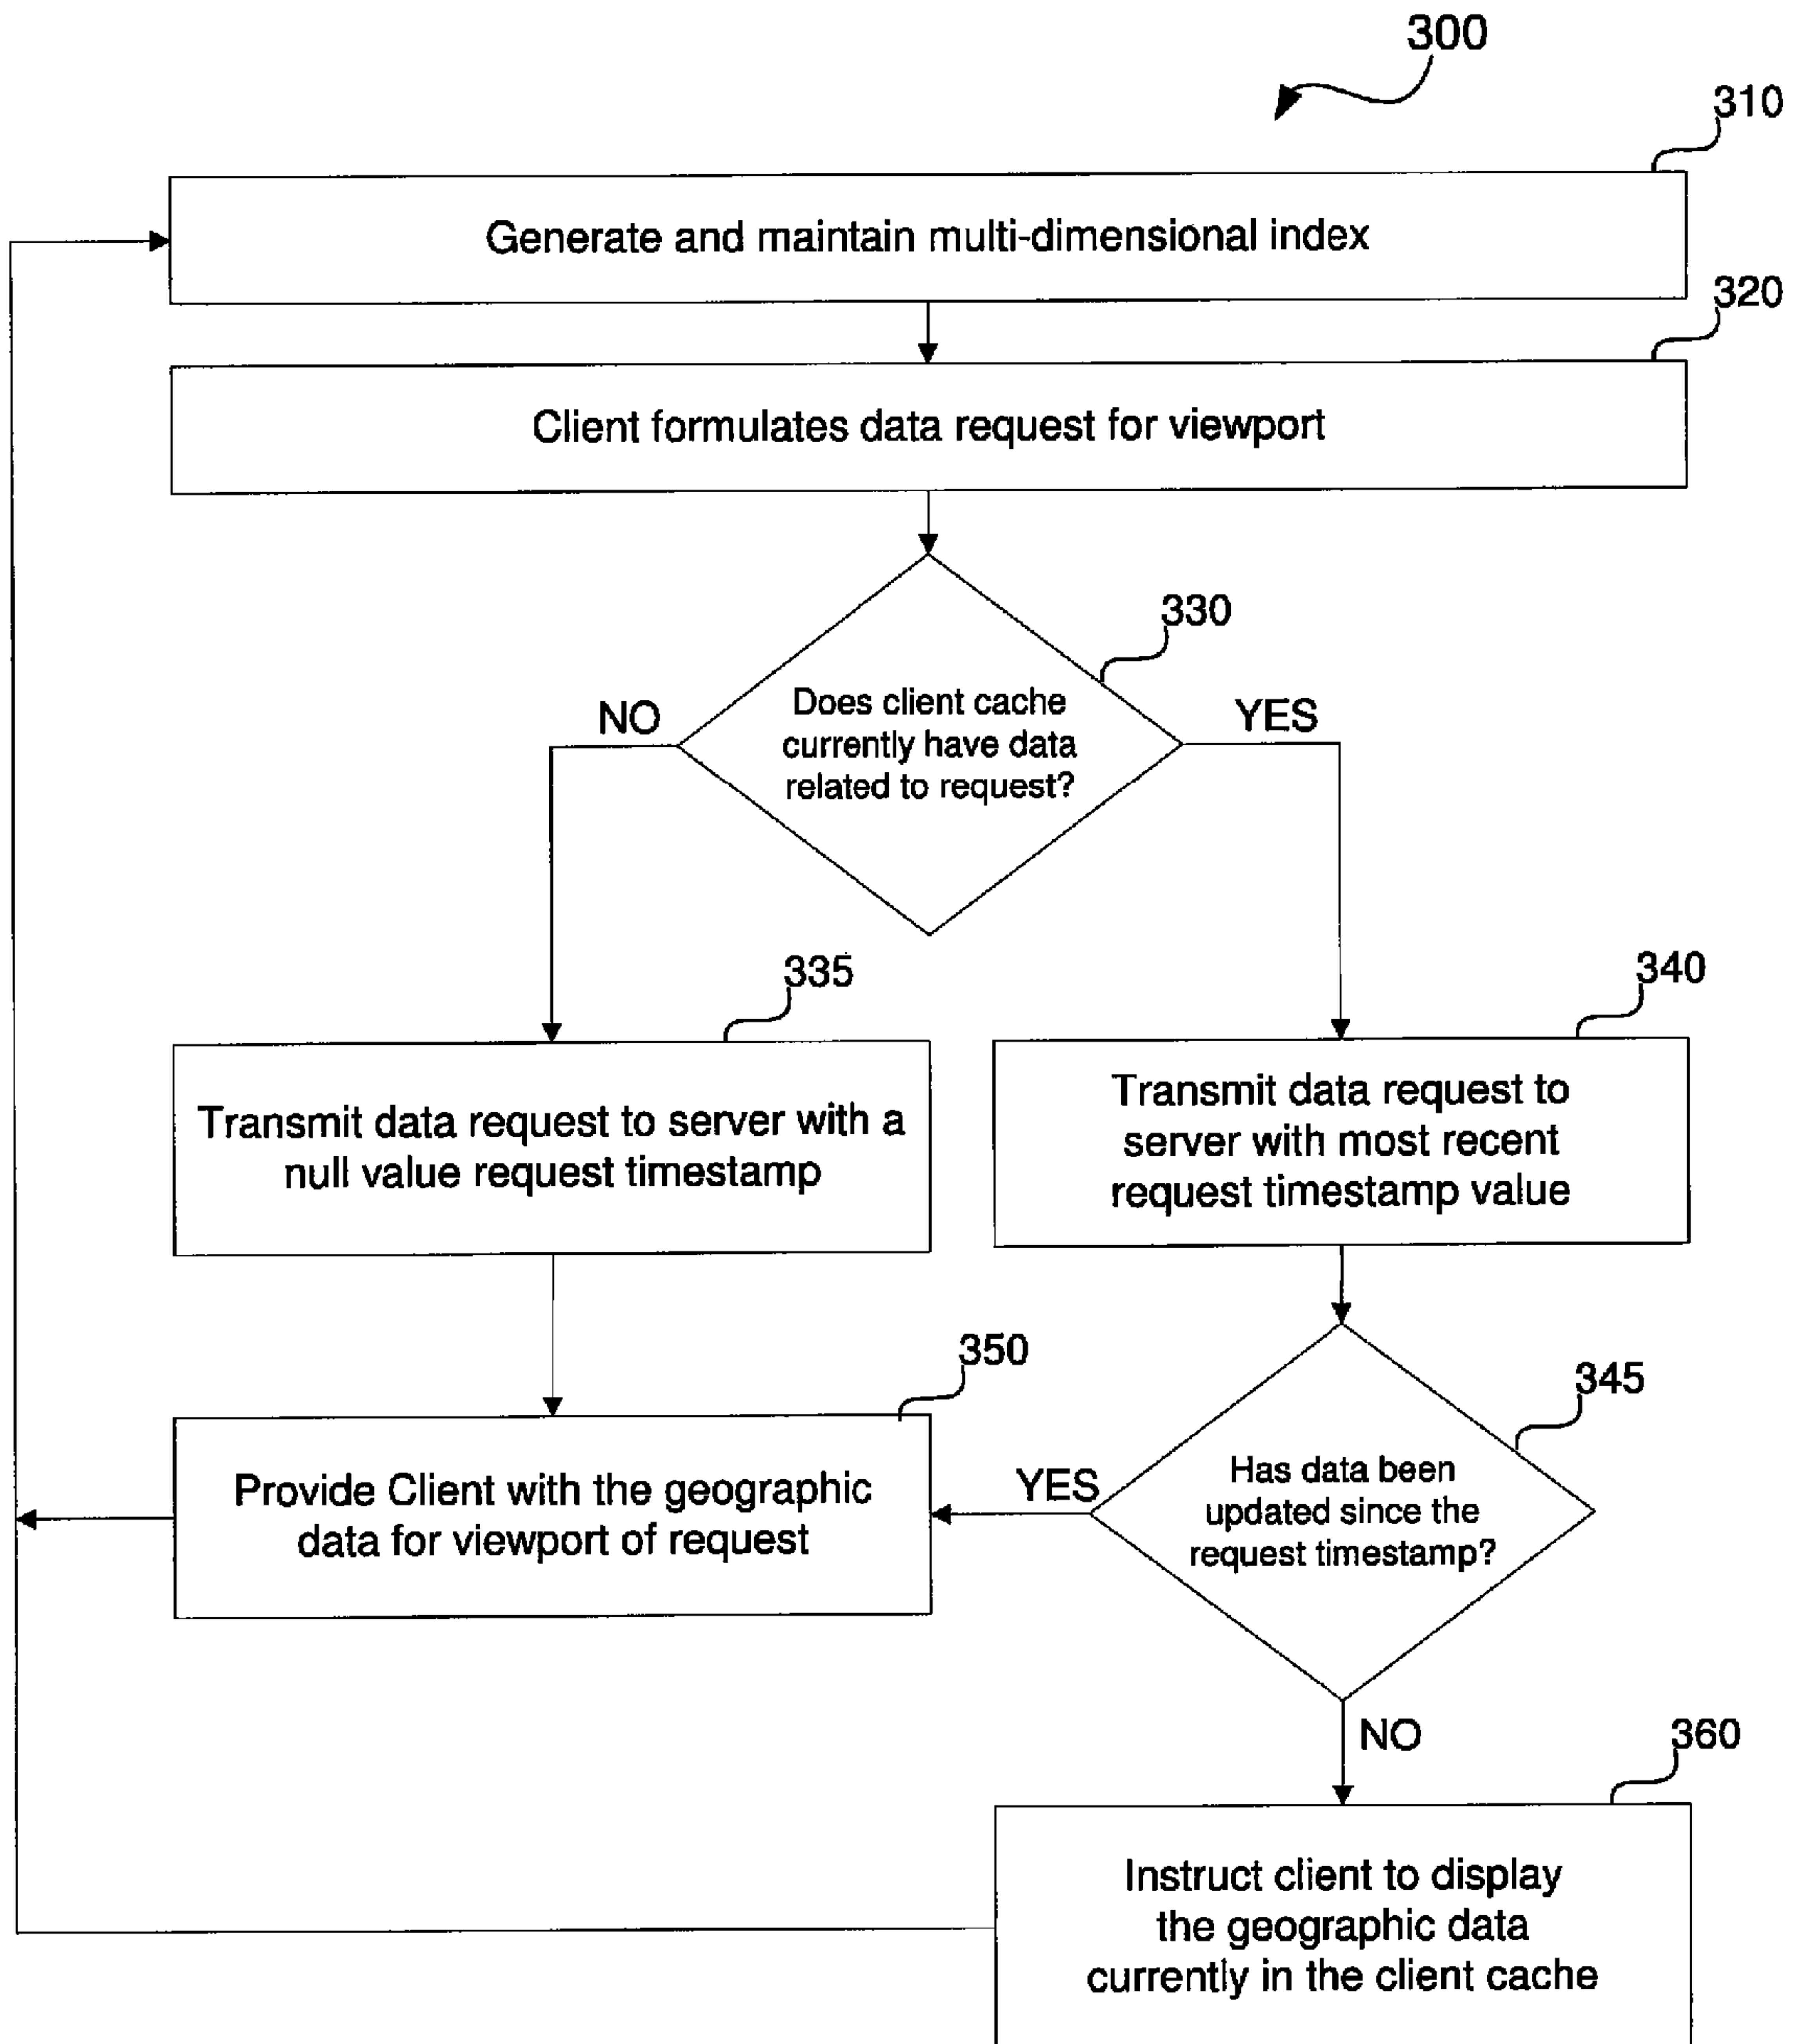 300
310
Generate and maintain multi-dimensional index
320
Client formulates data request for viewport
330
Does client cache
currently have data
related to request?
NO
YES
335
Transmit data request to server with a
null value request timestamp
340
Transmit data request to
server with most recent
request timestamp value
350
Provide Client with the geographic
data for viewport of request
YES
345
Has data been
updated since the
request timestamp?
NO
360
Instruct client to display
the geographic data
currently in the client cache